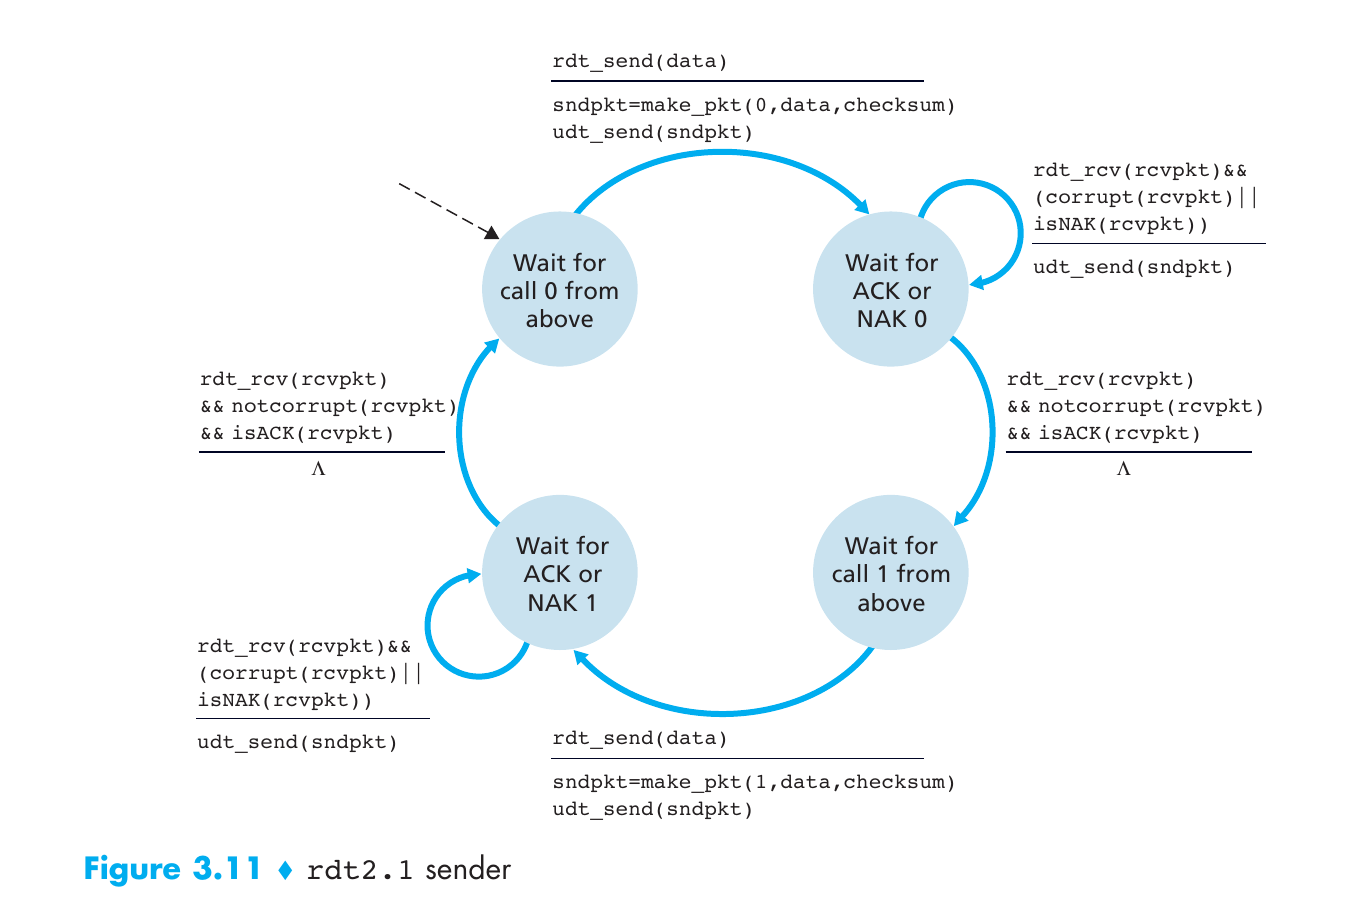 rdt_send(data)
sndpkt=make_pkt(0,data,checksum)
udt_send(sndpkt)
rdt_rcv(rcvpkt)&&
(corrupt(rcvpkt)||
isNAK(rcvpkt))
udt_send(sndpkt)
Wait for
call 0 from
above
Wait for
ACK or
NAK 0
rdt_rcv(rcvpkt)
&& notcorrupt(rcvpkt)
&& isACK(rcvpkt)
Λ
rdt_rcv(rcvpkt)
&& notcorrupt(rcvpkt)
&& isACK(rcvpkt)
Λ
Wait for
ACK or
NAK 1
Wait for
call 1 from
above
rdt_rcv(rcvpkt)&&
(corrupt(rcvpkt)||
isNAK(rcvpkt))
udt_send(sndpkt)
rdt_send(data)
sndpkt=make_pkt(1,data,checksum)
udt_send(sndpkt)
Figure 3.11 ♦ rdt2.1 sender